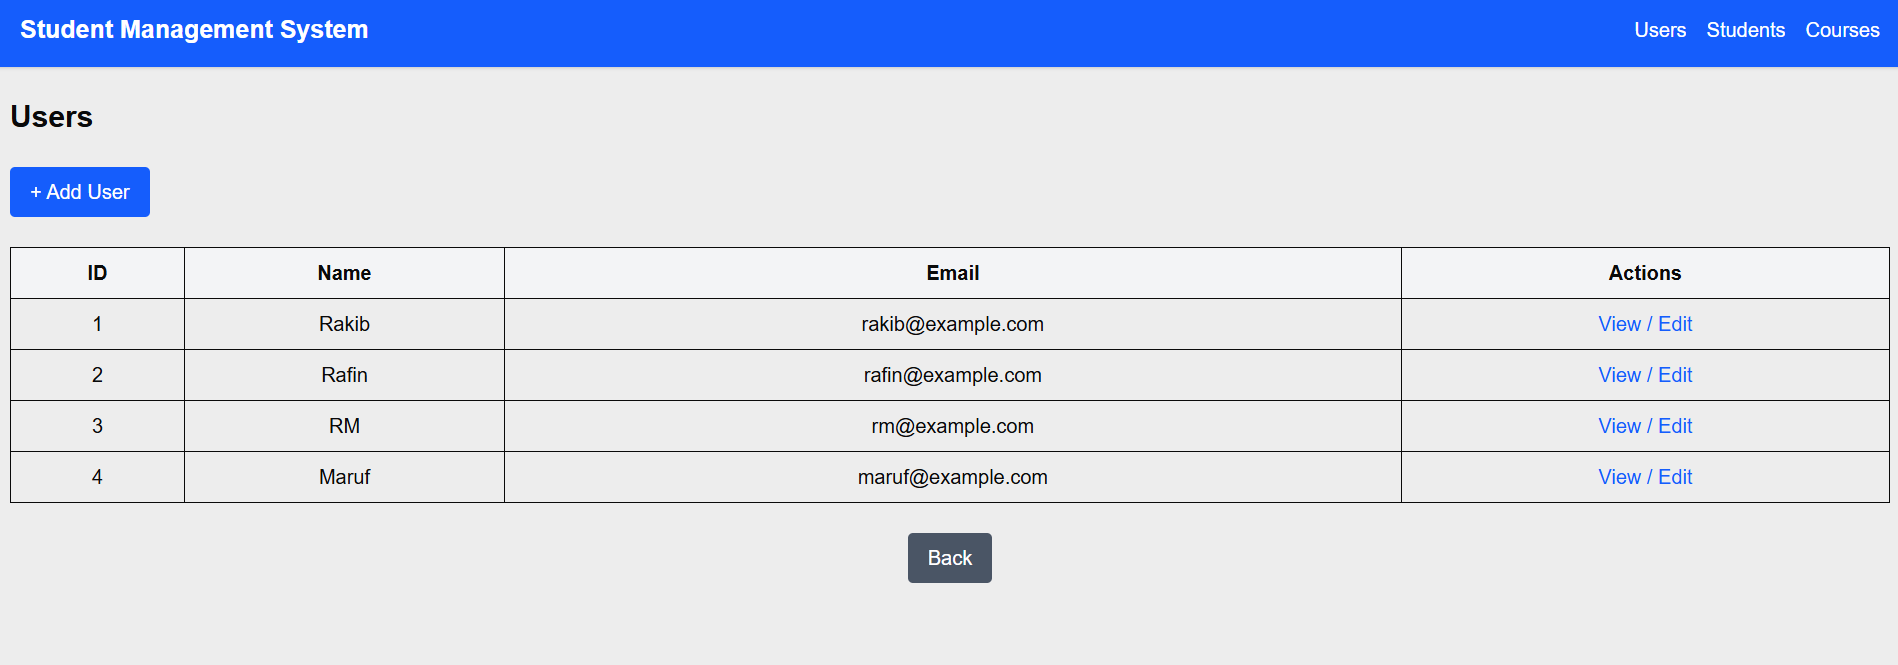 Student Management System Users Students Courses
Users
+ Add User
ID Name Email Actions
1 Rakib rakib@example.com View / Edit
2 Rafin rafin@example.com View / Edit
3 RM rm@example.com View / Edit
4 Maruf maruf@example.com View / Edit
Back